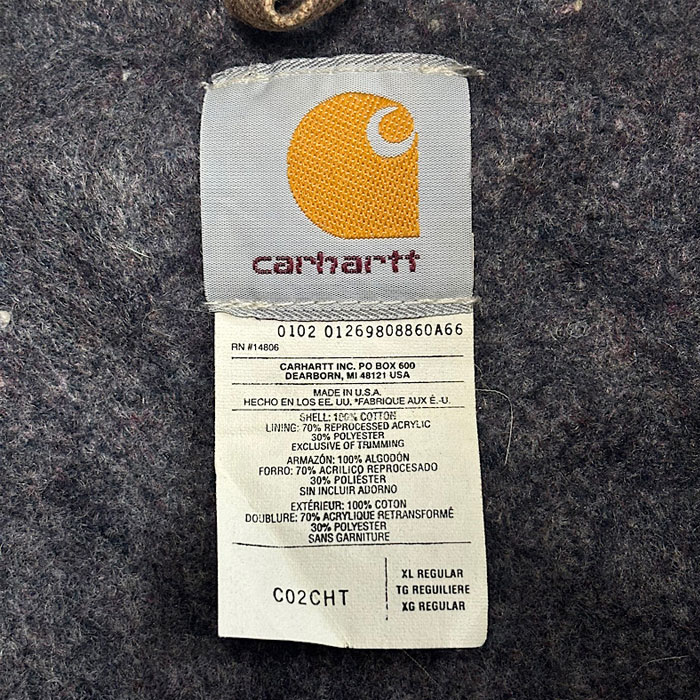 carhartt
0102 01269808860A66
RN #14806
CARHARTT INC. PO BOX 600
DEARBORN, MI 48121 USA
MADE IN U.S.A.
HECHO EN LOS EE. UU. *FABRIQUE AUX É.-U.
SHELL: 100% COTTON
LINING: 70% REPROCESSED ACRYLIC
30% POLYESTER
EXCLUSIVE OF TRIMMING
ARMAZÓN: 100% ALGODÓN
FORRO: 70% ACRILICO REPROCESADO
30% POLIÉSTER
SIN INCLUIR ADORNO
EXTÉRIEUR: 100% COTON
DOUBLURE: 70% ACRYLIQUE RETRANSFORMÉ
30% POLYESTER
SANS GARNITURE
C02CHT
XL REGULAR
TG REGUILIERE
XG REGULAR